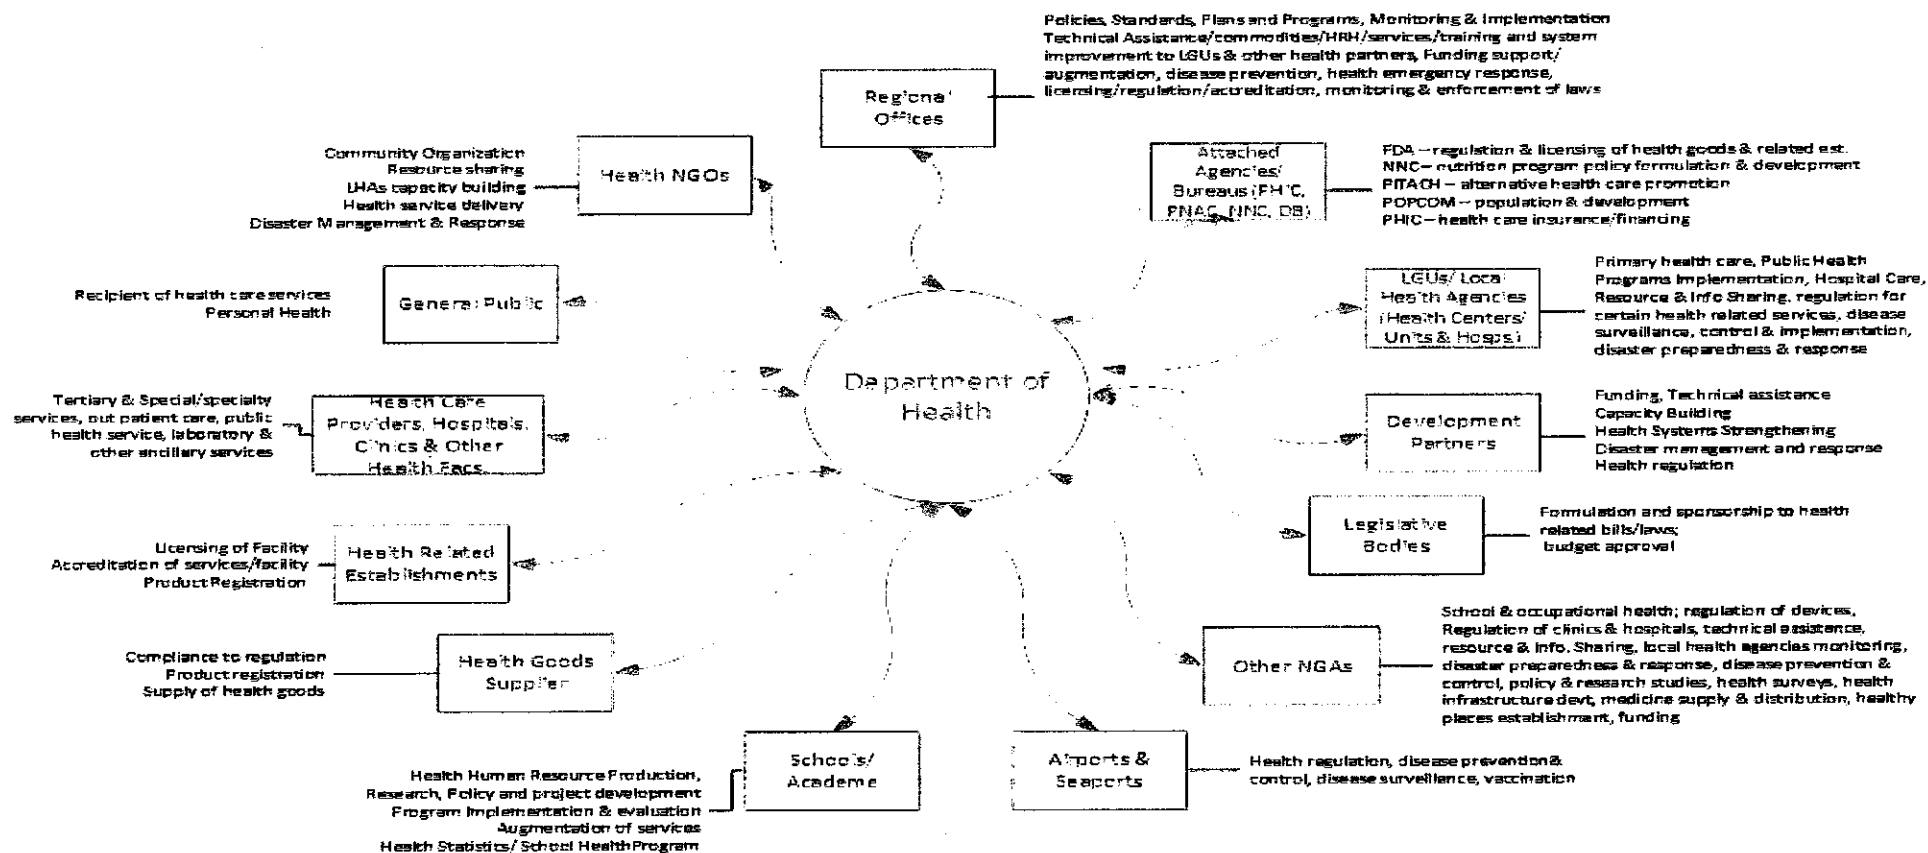 Policies, Standards, Plans and Programs, Monitoring & Implementation
Technical Assistance/commodities/HRH/services/training and system
improvement to LGUs & other health partners, Funding support/
augmentation, disease prevention, health emergency response,
licensing/regulation/accreditation, monitoring & enforcement of laws
Regional
Offices
Community Organization
Resource sharing
LHAs capacity building
Health service delivery
Disaster Management & Response
Health NGOs
Attached
Agencies/
Bureaus (PHIC,
PNAC, NNC, DB)
FDA – regulation & licensing of health goods & related est.
NNC – nutrition program policy formulation & development
PITACH – alternative health care promotion
POPCOM – population & development
PHIC – health care insurance/financing
Recipient of health care services
Personal Health
General Public
LGUs/ Local
Health Agencies
(Health Centers/
Units & Hosps)
Primary health care, Public Health
Programs Implementation, Hospital Care,
Resource & Info Sharing, regulation for
certain health related services, disease
surveillance, control & implementation,
disaster preparedness & response
Department of
Health
Tertiary & Special/specialty
services, out patient care, public
health service, laboratory &
other ancillary services
Health Care
Providers, Hospitals,
Clinics & Other
Health Facs.
Development
Partners
Funding, Technical assistance
Capacity Building
Health Systems Strengthening
Disaster management and response
Health regulation
Licensing of Facility
Accreditation of services/facility
Product Registration
Health Related
Establishments
Legislative
Bodies
Formulation and sponsorship to health
related bills/laws;
budget approval
Compliance to regulation
Product registration
Supply of health goods
Health Goods
Supplier
Other NGAs
School & occupational health; regulation of devices,
Regulation of clinics & hospitals, technical assistance,
resource & info. Sharing, local health agencies monitoring,
disaster preparedness & response, disease prevention &
control, policy & research studies, health surveys, health
infrastructure devt, medicine supply & distribution, healthy
places establishment, funding
Schools/
Academe
Health Human Resource Production,
Research, Policy and project development
Program Implementation & evaluation
Augmentation of services
Health Statistics/ School Health Program
Airports &
Seaports
Health regulation, disease prevention &
control, disease surveillance, vaccination